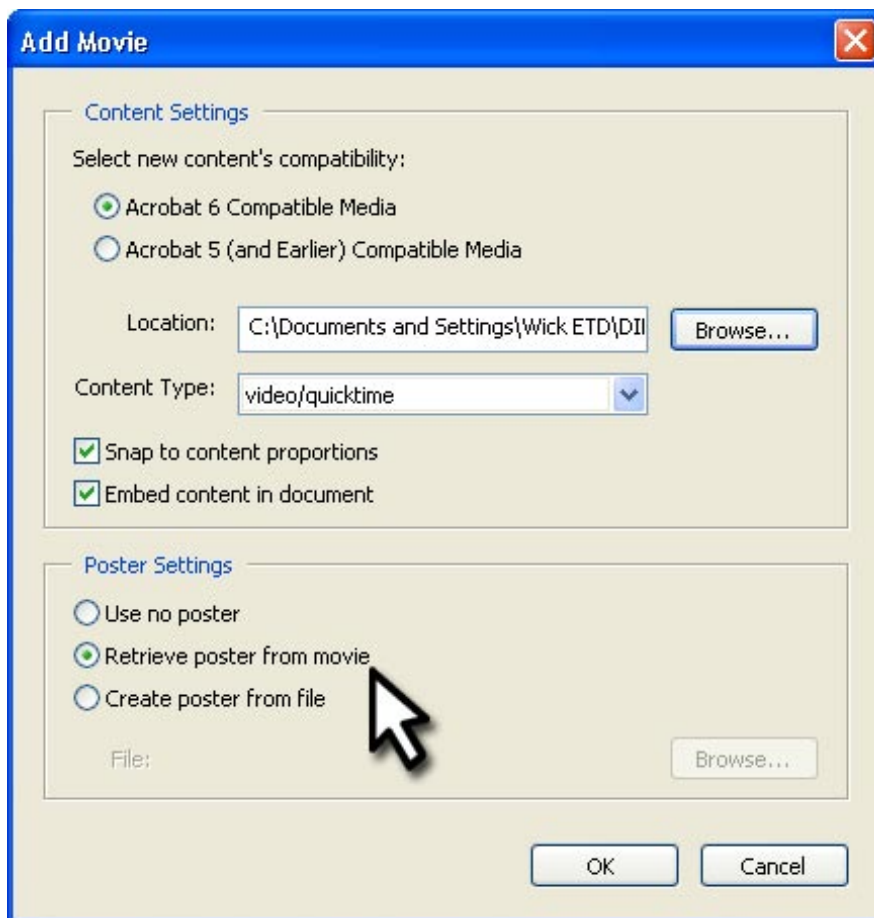 Add Movie
Content Settings
Select new content's compatibility:
Acrobat 6 Compatible Media
Acrobat 5 (and Earlier) Compatible Media
Location: C:\Documents and Settings\Wick ETD\DII Browse...
Content Type: video/quicktime
Snap to content proportions
Embed content in document
Poster Settings
Use no poster
Retrieve poster from movie
Create poster from file
File: Browse...
OK Cancel